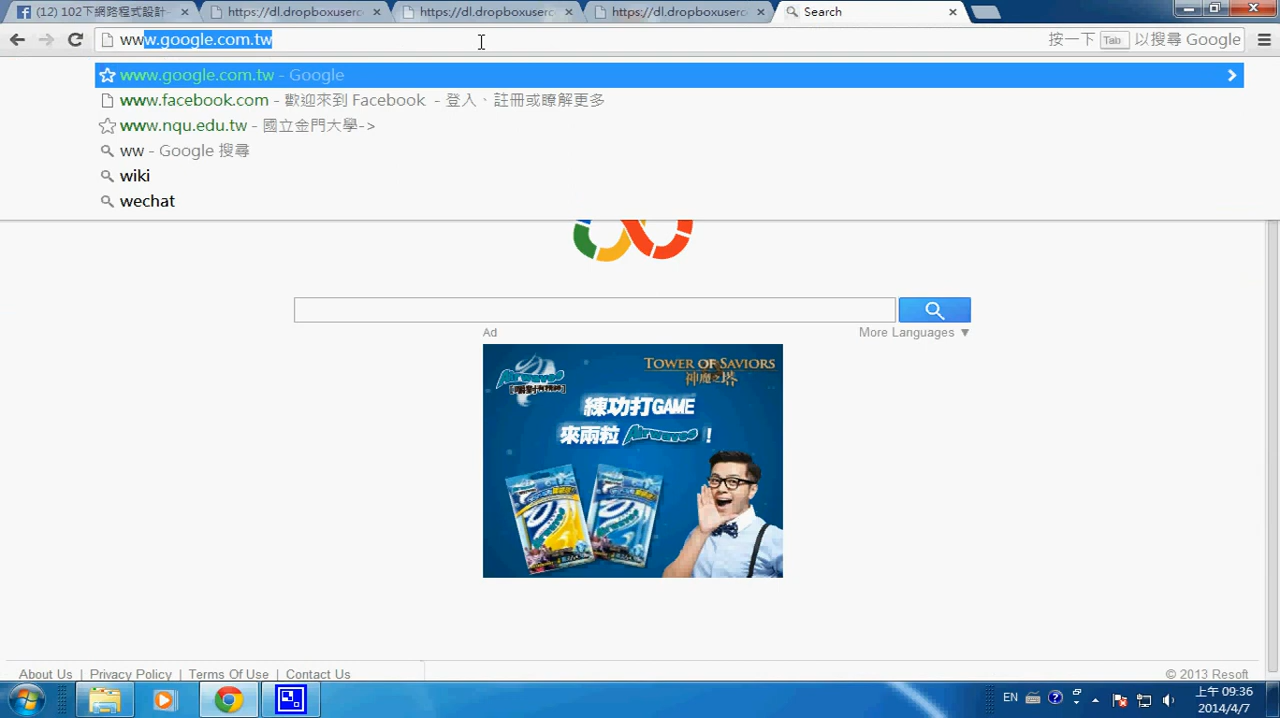 (12) 102下網路程式設計-
https://dl.dropboxuserc
https://dl.dropboxuserc
https://dl.dropboxuserc
Search
www.google.com.tw
按一下 Tab 以搜尋 Google
www.google.com.tw - Google
www.facebook.com - 歡迎來到 Facebook - 登入、註冊或瞭解更多
www.nqu.edu.tw - 國立金門大學->
ww - Google 搜尋
wiki
wechat
Ad
More Languages ▼
Airwaves
TOWER OF SAVIORS
神魔之塔
練功打GAME
來兩粒 Airwaves !
About Us | Privacy Policy | Terms Of Use | Contact Us
© 2013 Resoft
EN
上午 09:36
2014/4/7